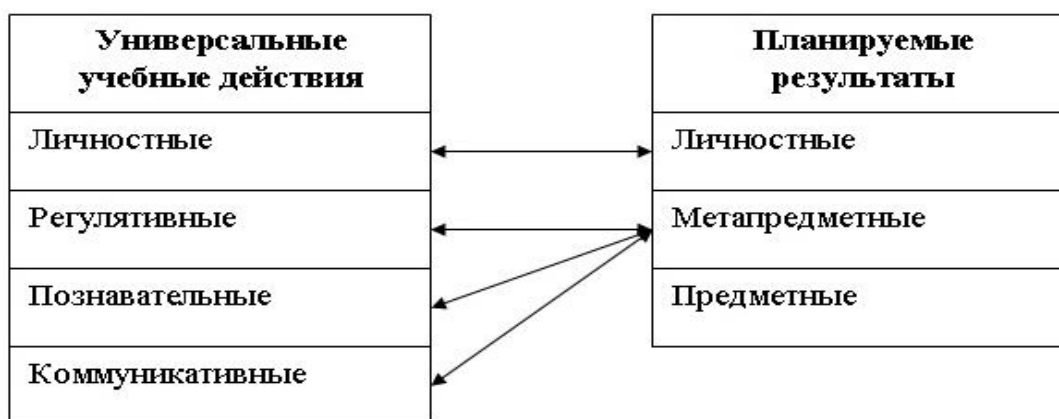 Универсальные
учебные действия
Личностные
Регулятивные
Познавательные
Коммуникативные
Планируемые
результаты
Личностные
Метапредметные
Предметные